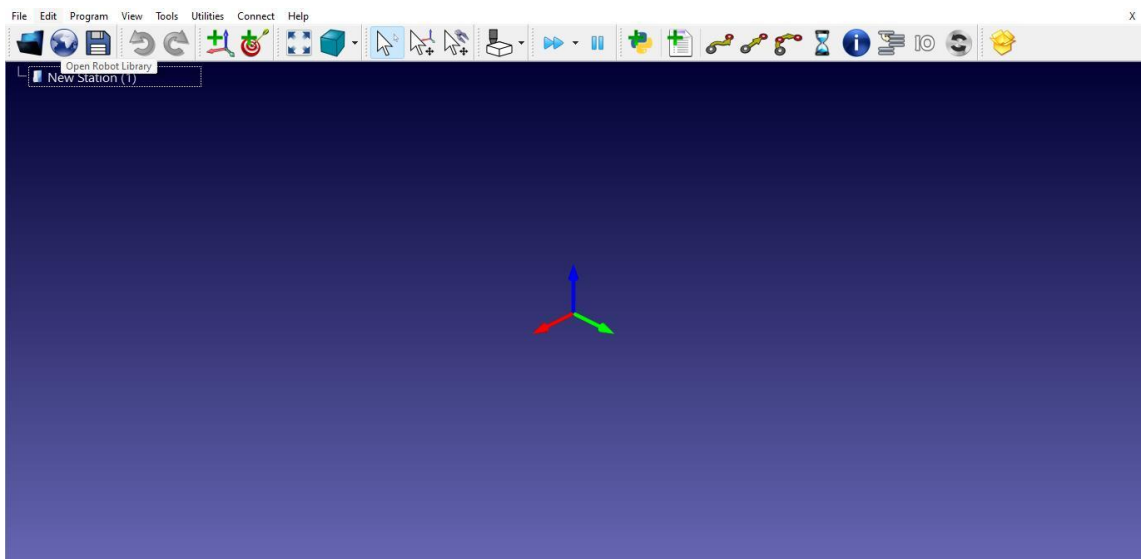 File Edit Program View Tools Utilities Connect Help X
IO
Open Robot Library
New Station (1)